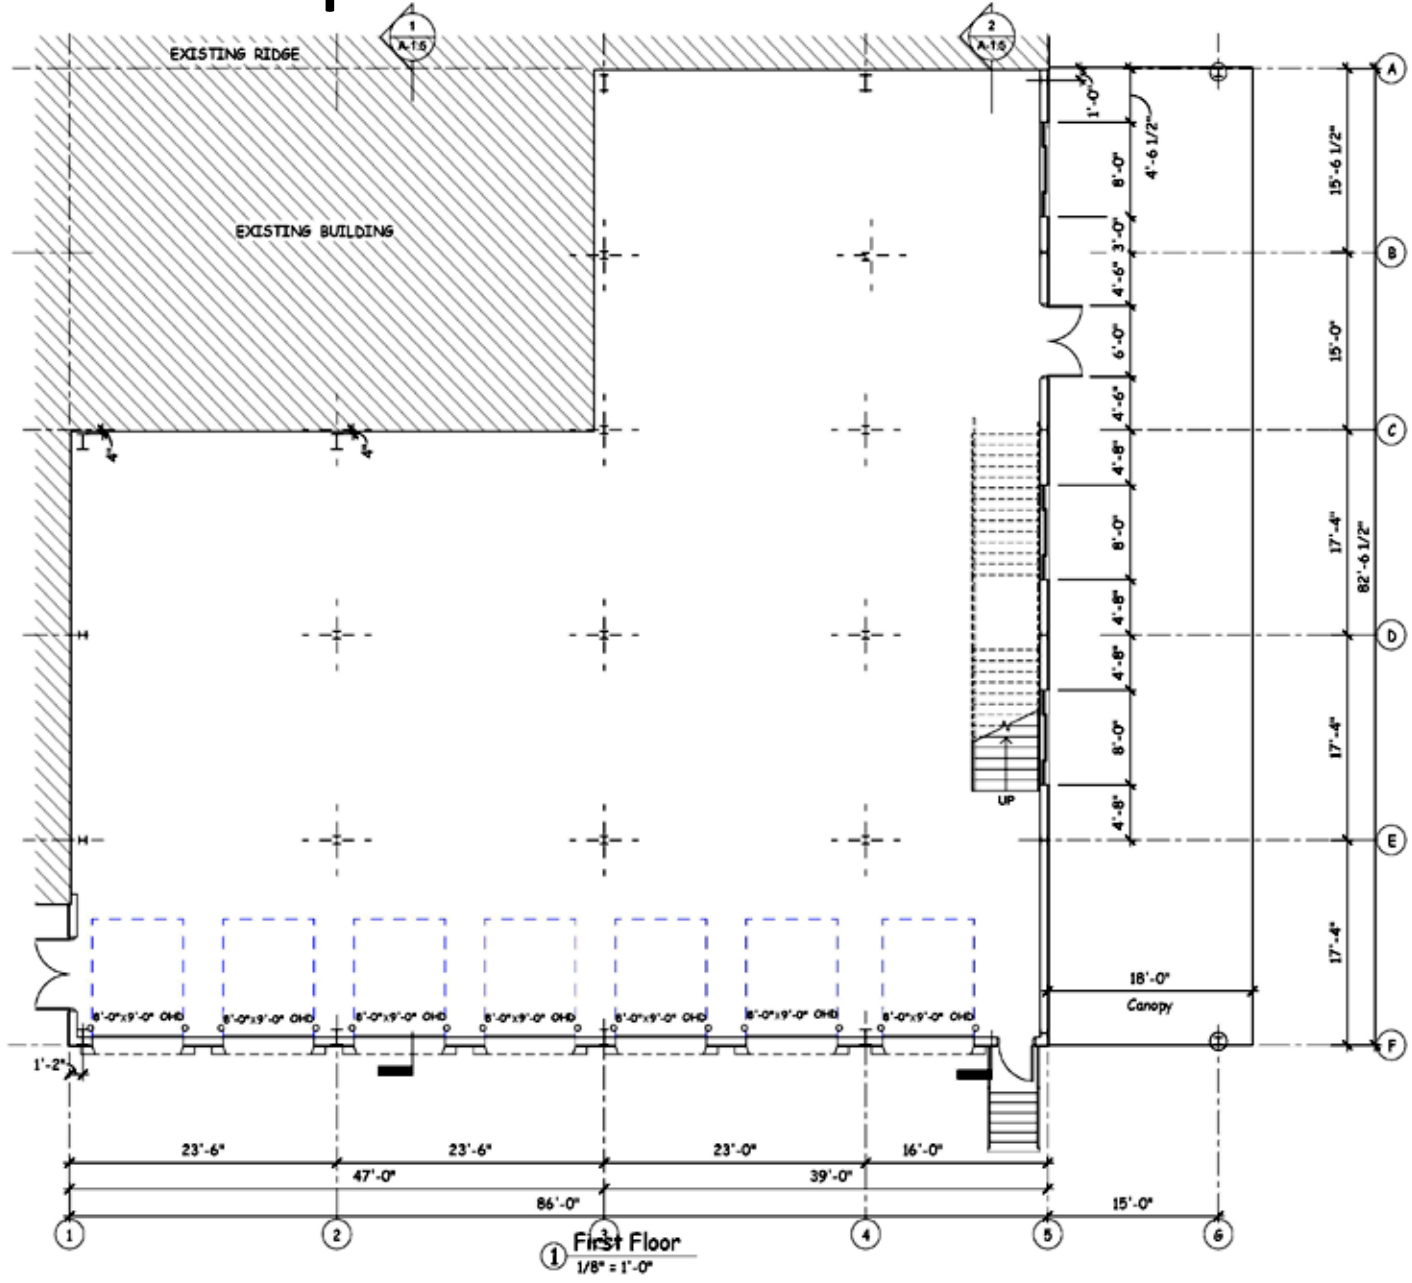 1
A-1.5
2
A-1.5
EXISTING RIDGE
A
1'-0"
4'-6 1/2"
15'-6 1/2"
8'-0"
EXISTING BUILDING
3'-0"
B
4'-6"
6'-0"
15'-0"
4'-6"
C
4"
4"
4'-8"
8'-0"
17'-4"
82'-6 1/2"
4'-8"
D
4'-8"
8'-0"
17'-4"
UP
4'-8"
E
17'-4"
18'-0"
Canopy
8'-0"x9'-0" OHD
8'-0"x9'-0" OHD
8'-0"x9'-0" OHD
8'-0"x9'-0" OHD
8'-0"x9'-0" OHD
8'-0"x9'-0" OHD
8'-0"x9'-0" OHD
F
1'-2"
23'-6"
23'-6"
23'-0"
16'-0"
47'-0"
39'-0"
86'-0"
15'-0"
1
2
3
4
5
6
1 First Floor
1/8" = 1'-0"